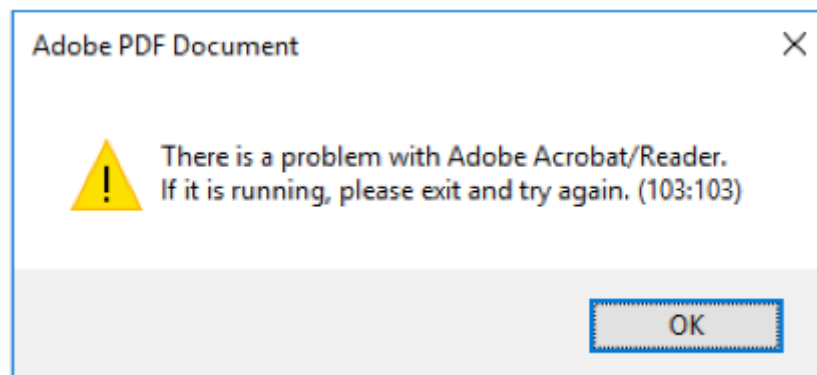 Adobe PDF Document
There is a problem with Adobe Acrobat/Reader.
If it is running, please exit and try again. (103:103)
OK